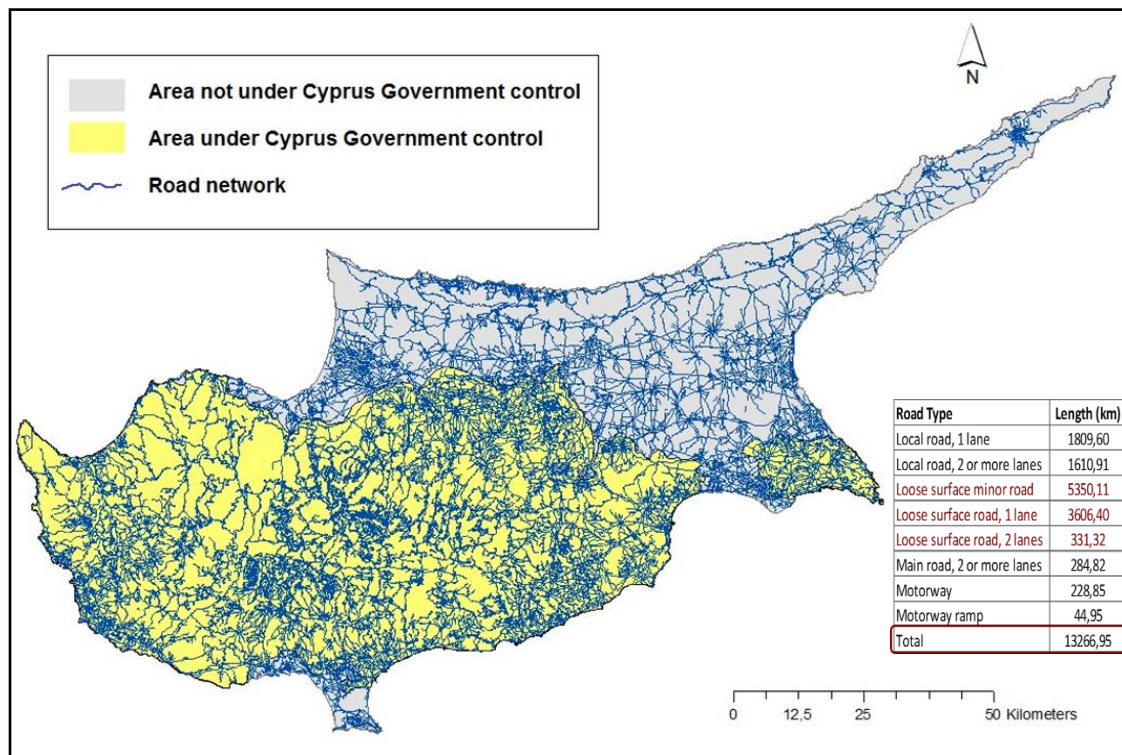 Area not under Cyprus Government control
Area under Cyprus Government control
Road network
N
Road Type Length (km)
Local road, 1 lane 1809,60
Local road, 2 or more lanes 1610,91
Loose surface minor road 5350,11
Loose surface road, 1 lane 3606,40
Loose surface road, 2 lanes 331,32
Main road, 2 or more lanes 284,82
Motorway 228,85
Motorway ramp 44,95
Total 13266,95
0 12,5 25 50 Kilometers